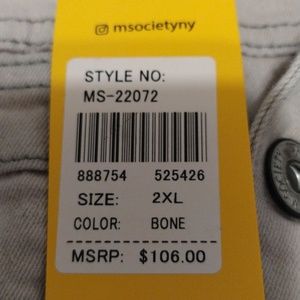 msocietyny
STYLE NO:
MS-22072
888754 525426
SIZE: 2XL
COLOR: BONE
MSRP: $106.00